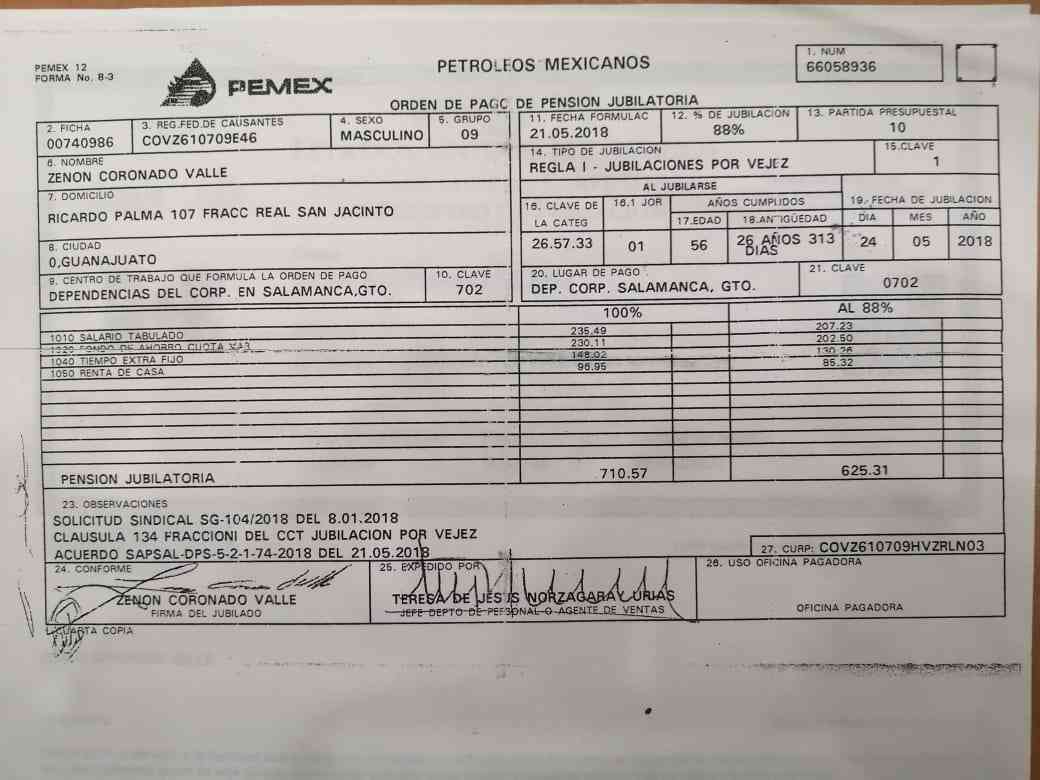 PEMEX 12
FORMA No. 8-3
PEMEX
PETROLEOS MEXICANOS
1. NUM
66058936
ORDEN DE PAGO DE PENSION JUBILATORIA
2. FICHA
00740986
3. REG.FED.DE CAUSANTES
COVZ610709E46
4. SEXO
MASCULINO
5. GRUPO
09
11. FECHA FORMULAC
21.05.2018
12. % DE JUBILACION
88%
13. PARTIDA PRESUPUESTAL
10
6. NOMBRE
ZENON CORONADO VALLE
14. TIPO DE JUBILACION
REGLA I - JUBILACIONES POR VEJEZ
15.CLAVE
1
7. DOMICILIO
RICARDO PALMA 107 FRACC REAL SAN JACINTO
AL JUBILARSE
16. CLAVE DE
LA CATEG
16.1 JOR
AÑOS CUMPLIDOS
17.EDAD
18.ANTIGÜEDAD
19.- FECHA DE JUBILACION
DIA
MES
AÑO
8. CIUDAD
0,GUANAJUATO
26.57.33
01
56
26 AÑOS 313
DIAS
24
05
2018
9. CENTRO DE TRABAJO QUE FORMULA LA ORDEN DE PAGO
DEPENDENCIAS DEL CORP. EN SALAMANCA,GTO.
10. CLAVE
702
20. LUGAR DE PAGO
DEP. CORP. SALAMANCA, GTO.
21. CLAVE
0702
100%
AL 88%
1010 SALARIO TABULADO 235.49 207.23
FONDO DE AHORRO CUOTA 230.11 202.50
1040 TIEMPO EXTRA FIJO 148.02 130.26
1050 RENTA DE CASA 96.95 85.32
PENSION JUBILATORIA 710.57 625.31
23. OBSERVACIONES
SOLICITUD SINDICAL SG-104/2018 DEL 8.01.2018
CLAUSULA 134 FRACCIONI DEL CCT JUBILACION POR VEJEZ
ACUERDO SAPSAL-DPS-5-2-1-74-2018 DEL 21.05.2018
27. CURP: COVZ610709HVZRLN03
24. CONFORME
ZENON CORONADO VALLE
FIRMA DEL JUBILADO
25. EXPEDIDO POR
TERESA DE JESUS NORZAGARAY URIAS
JEFE DEPTO DE PERSONAL O AGENTE DE VENTAS
26. USO OFICINA PAGADORA
OFICINA PAGADORA
CUARTA COPIA